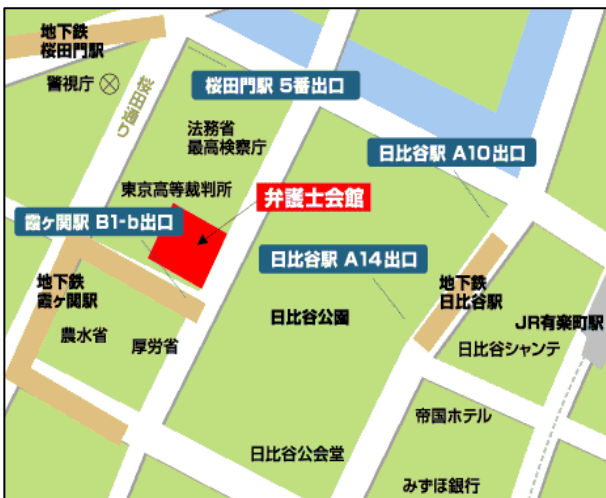 地下鉄
桜田門駅
警視庁
桜田通り
桜田門駅 5番出口
法務省
最高検察庁
日比谷駅 A10出口
東京高等裁判所
弁護士会館
霞ヶ関駅 B1-b出口
日比谷駅 A14出口
地下鉄
霞ヶ関駅
地下鉄
日比谷駅
日比谷公園
JR有楽町駅
農水省
厚労省
日比谷シャンテ
帝国ホテル
日比谷公会堂
みずほ銀行